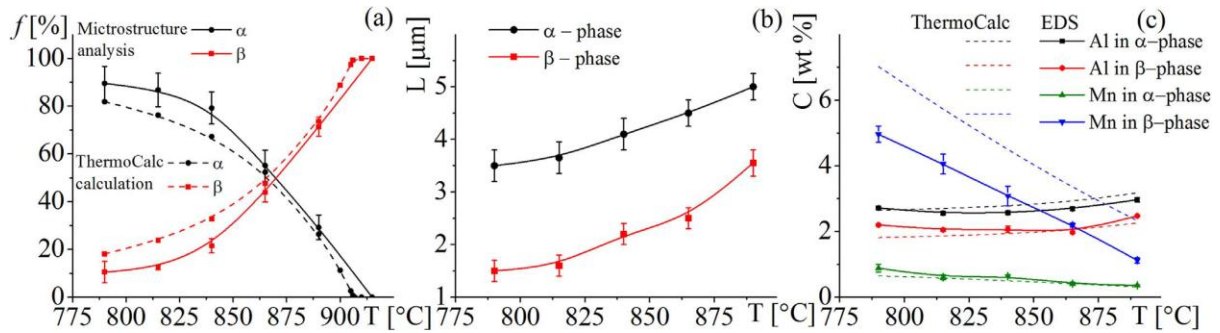 f [%]
(a)
Mictrostructure
analysis
α
β
100
80
60
40
20
0
ThermoCalc
calculation
α
β
775 800 825 850 875 900 T [°C]
L [μm]
(b)
α – phase
β – phase
5
4
3
2
1
775 800 825 850 875 T [°C]
C [wt %]
ThermoCalc EDS (c)
Al in α–phase
Al in β–phase
Mn in α–phase
Mn in β–phase
6
4
2
0
775 800 825 850 875 T [°C]